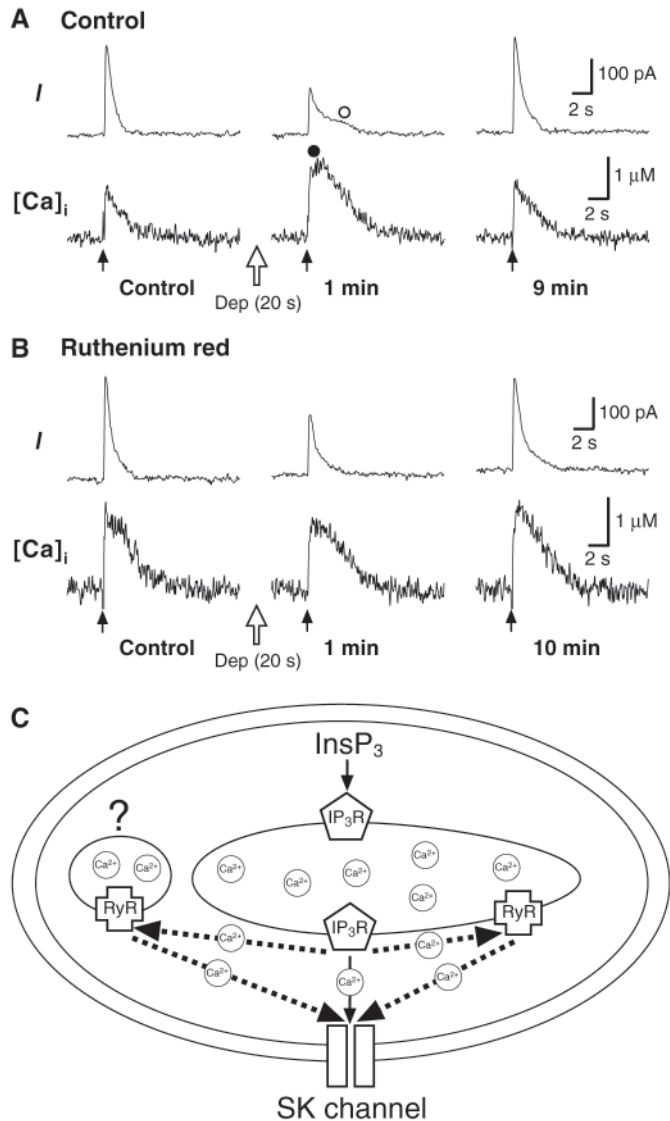 A Control
I
100 pA
2 s
[Ca]i
1 μM
2 s
Control
Dep (20 s)
1 min
9 min
B Ruthenium red
I
100 pA
2 s
[Ca]i
1 μM
2 s
Control
Dep (20 s)
1 min
10 min
C
InsP3
?
IP3R
Ca2+
Ca2+
Ca2+
Ca2+
Ca2+
Ca2+
Ca2+
Ca2+
RyR
IP3R
RyR
Ca2+
Ca2+
Ca2+
Ca2+
Ca2+
SK channel